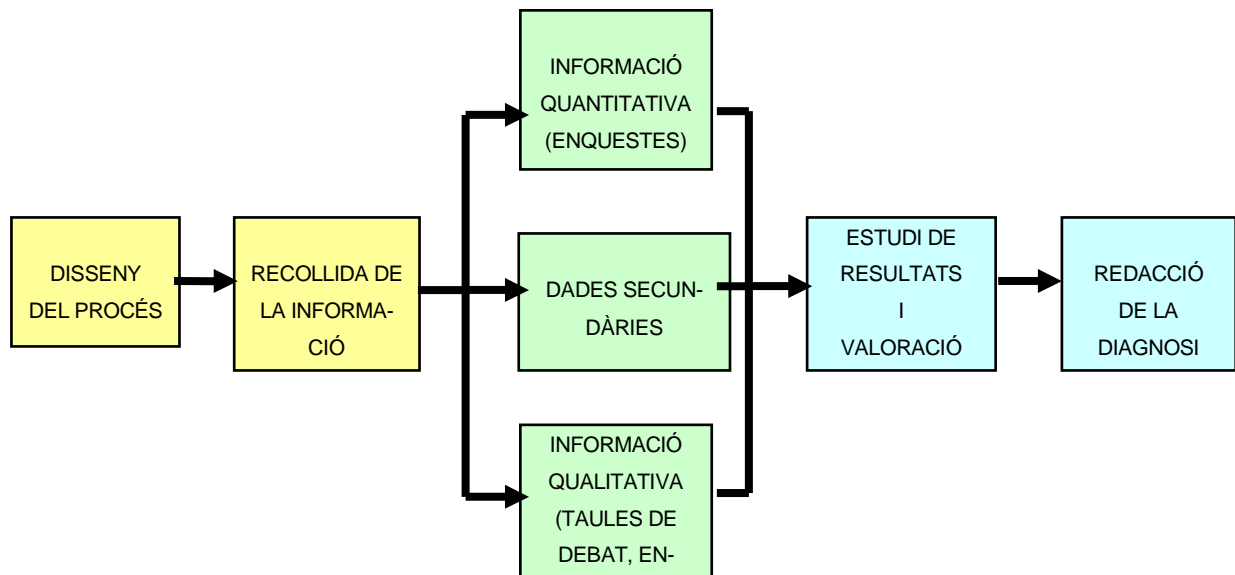 DISSENY
DEL PROCÉS
RECOLLIDA DE
LA INFORMA-
CIÓ
INFORMACIÓ
QUANTITATIVA
(ENQUESTES)
DADES SECUN-
DÀRIES
INFORMACIÓ
QUALITATIVA
(TAULES DE
DEBAT, EN-
ESTUDI DE
RESULTATS
I
VALORACIÓ
REDACCIÓ
DE LA
DIAGNOSI